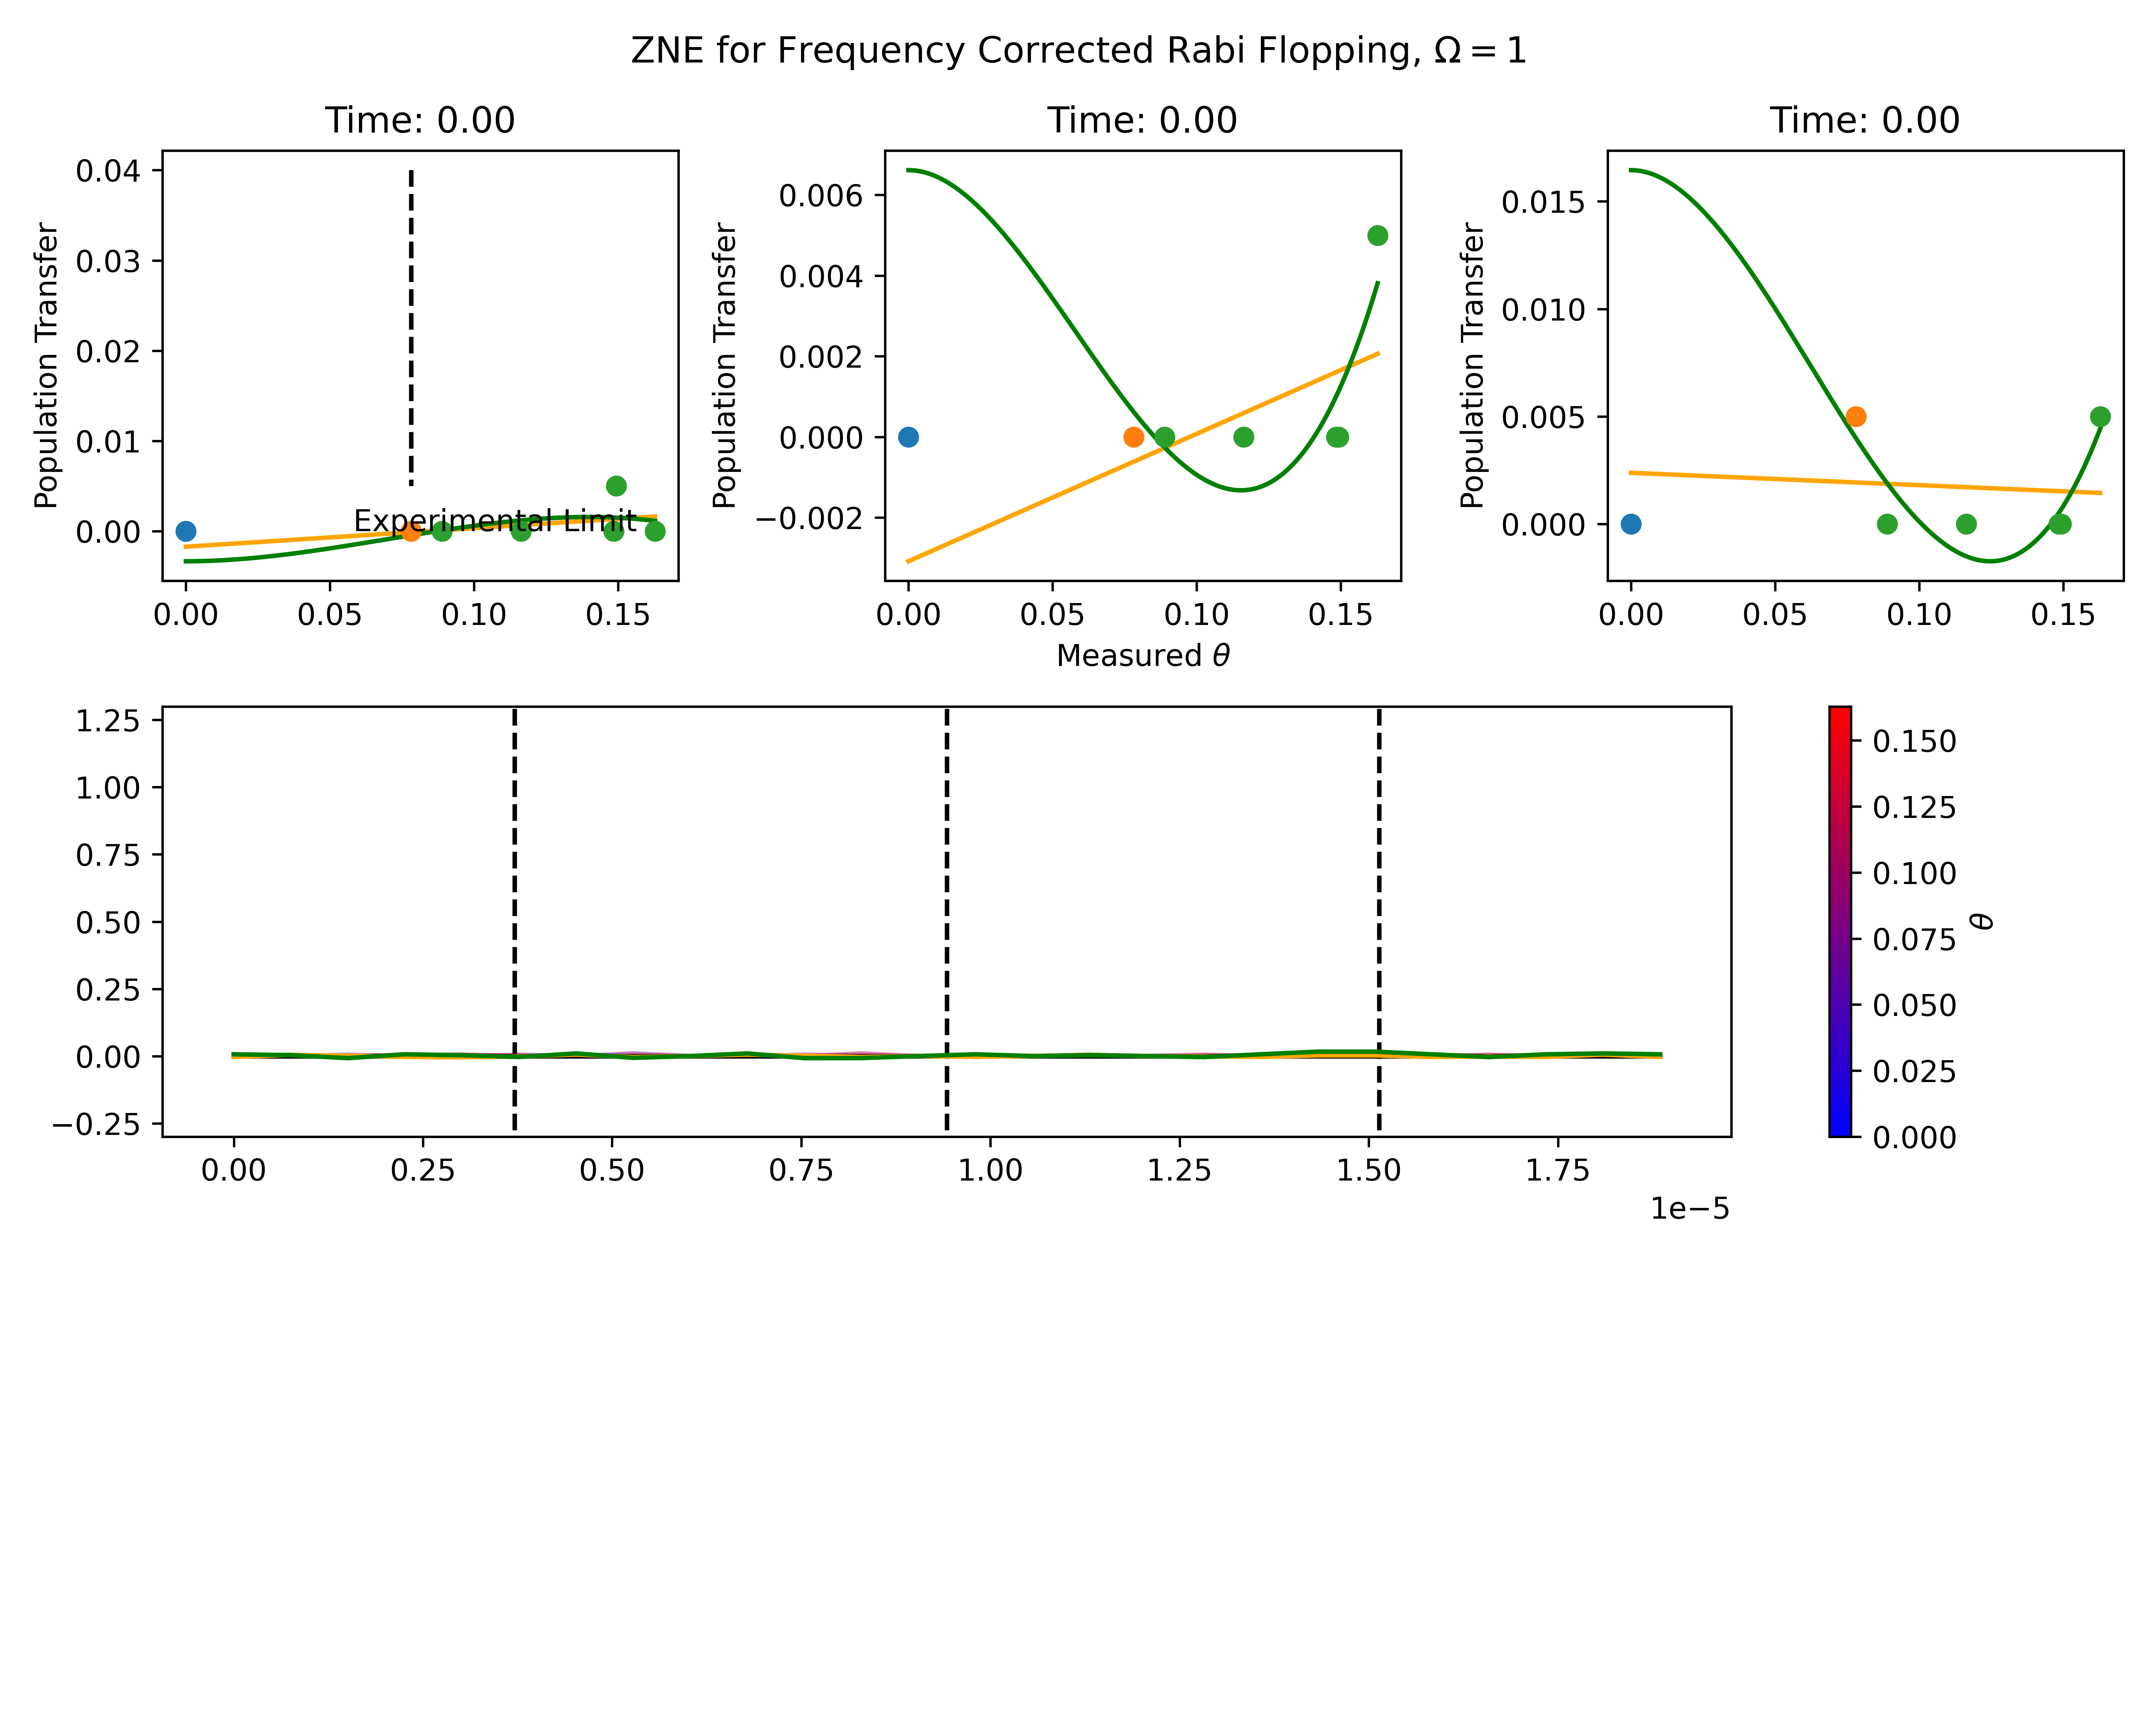 ZNE for Frequency Corrected Rabi Flopping, Ω = 1
Time: 0.00
Time: 0.00
Time: 0.00
Population Transfer
0.04
0.03
0.02
0.01
0.00
Experimental Limit
0.00 0.05 0.10 0.15
Population Transfer
0.006
0.004
0.002
0.000
−0.002
0.00 0.05 0.10 0.15
Measured θ
Population Transfer
0.015
0.010
0.005
0.000
0.00 0.05 0.10 0.15
1.25
1.00
0.75
0.50
0.25
0.00
−0.25
0.00 0.25 0.50 0.75 1.00 1.25 1.50 1.75
1e−5
0.150
0.125
0.100
0.075
0.050
0.025
0.000
θ